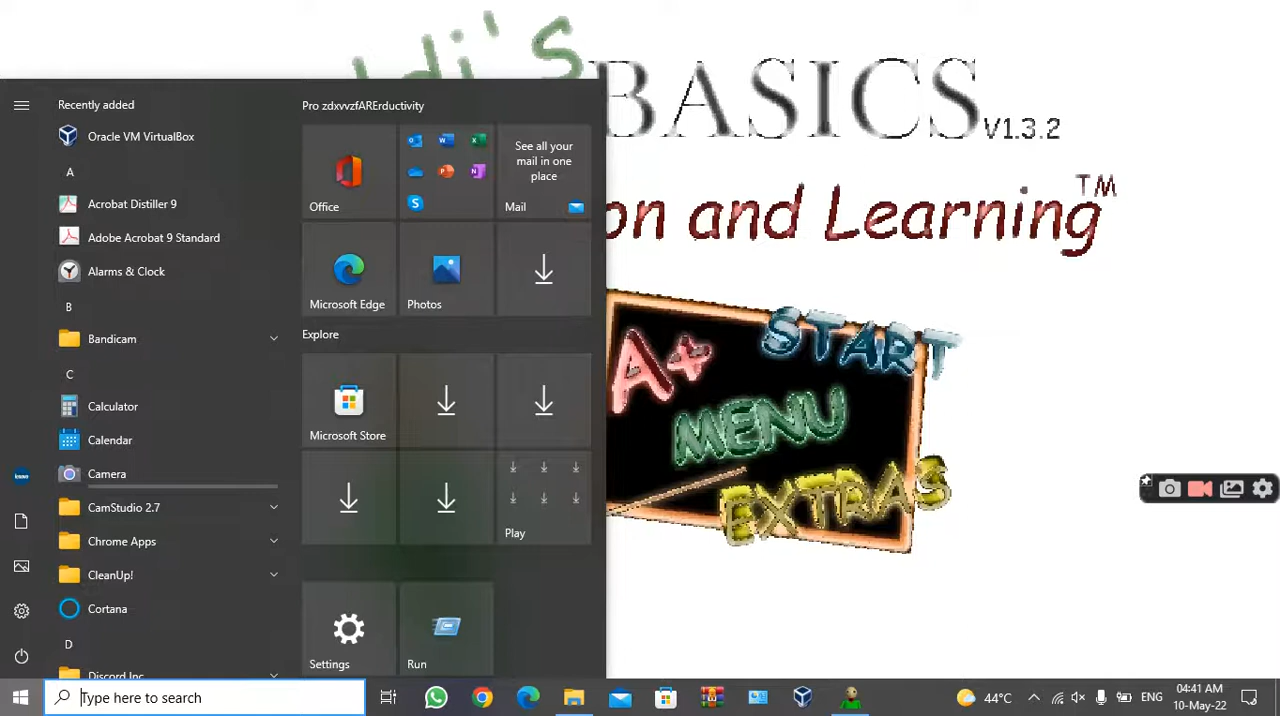 ldi's
BASICS
V1.3.2
on and Learning
TM
A+
START
MENU
EXTRAS
Recently added
Oracle VM VirtualBox
A
Acrobat Distiller 9
Adobe Acrobat 9 Standard
Alarms & Clock
B
Bandicam
C
Calculator
Calendar
Camera
CamStudio 2.7
Chrome Apps
CleanUp!
Cortana
D
Discord Inc
Pro zdxvvzfARErductivity
Office
See all your
mail in one
place
Mail
Microsoft Edge
Photos
Explore
Microsoft Store
Play
Settings
Run
Type here to search
44°C
ENG
04:41 AM
10-May-22